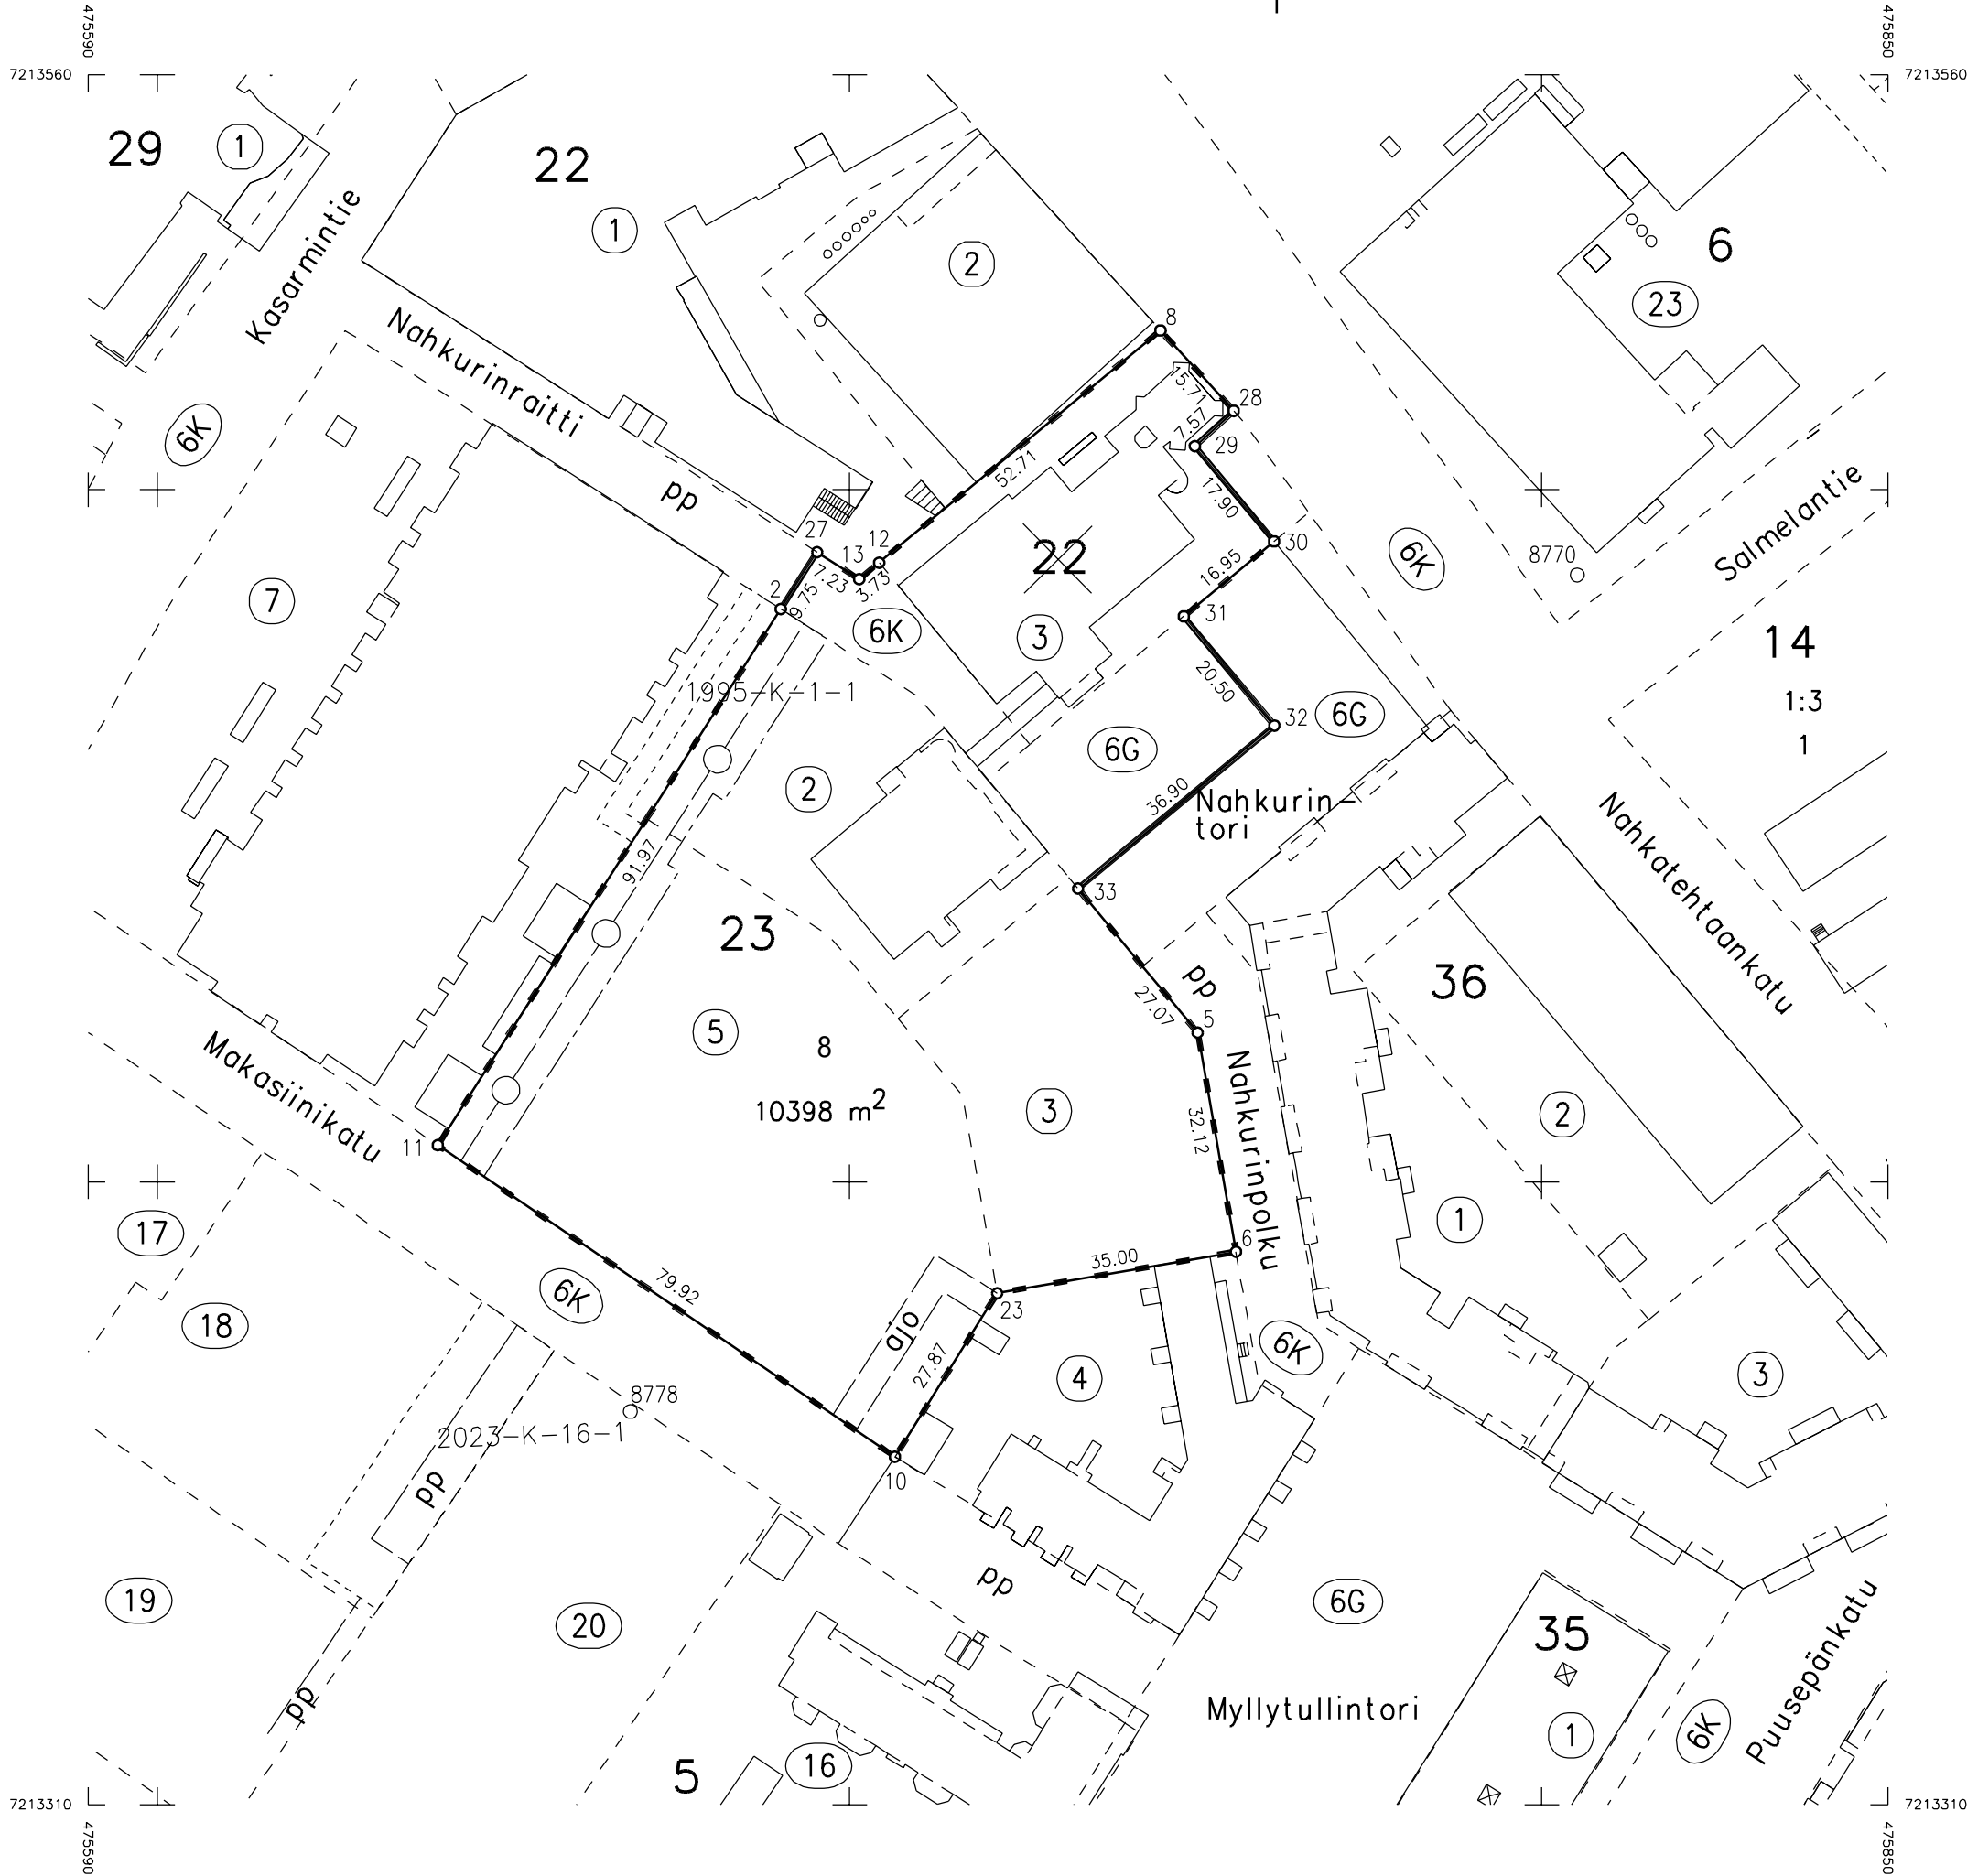 475590
475850
7213560
7213560
29
1
22
1
2
6
23
Kasarmintie
Nahkurinraitti
8
15.71
28
7.57
29
6K
pp
52.71
17.90
Salmelantie
27
13
12
22
30
6K
8770
7.23
3.73
16.95
7
2
9.75
6K
3
31
14
1995-K-1-1
20.50
1:3
32
6G
6G
1
2
36.90
Nahkurin-
tori
91.97
33
Nahkatehtaankatu
23
36
pp
27.07
5
5
8
Makasiinikatu
10398 m2
3
32.12
Nahkurinpolku
2
11
17
1
6
35.00
79.92
6K
23
18
ajo
27.87
6K
4
3
8778
2023-K-16-1
10
pp
pp
19
20
6G
35
Puusepänkatu
pp
Myllytullintori
1
6K
16
5
7213310
7213310
475590
475850